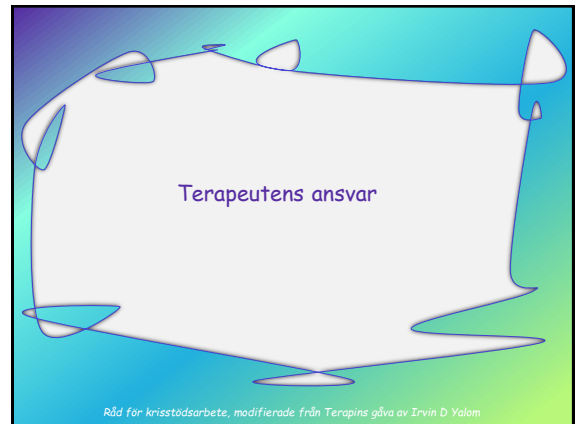 Terapeutens ansvar
Råd för krisstödsarbete, modifierade från Terapins gåva av Irvin D Yalom